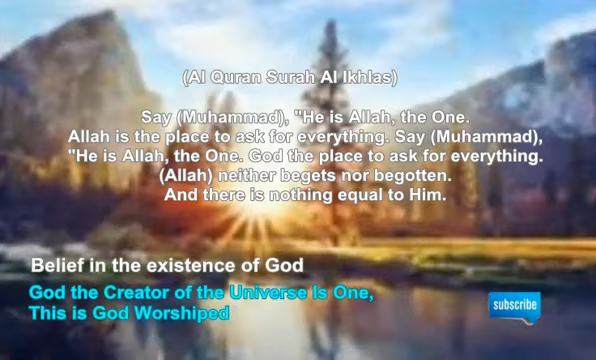 (Al Quran Surah Al Ikhlas)
Say (Muhammad), "He is Allah, the One.
Allah is the place to ask for everything. Say (Muhammad),
"He is Allah, the One. God the place to ask for everything.
(Allah) neither begets nor begotten.
And there is nothing equal to Him.
Belief in the existence of God
God the Creator of the Universe Is One,
This is God Worshiped
subscribe